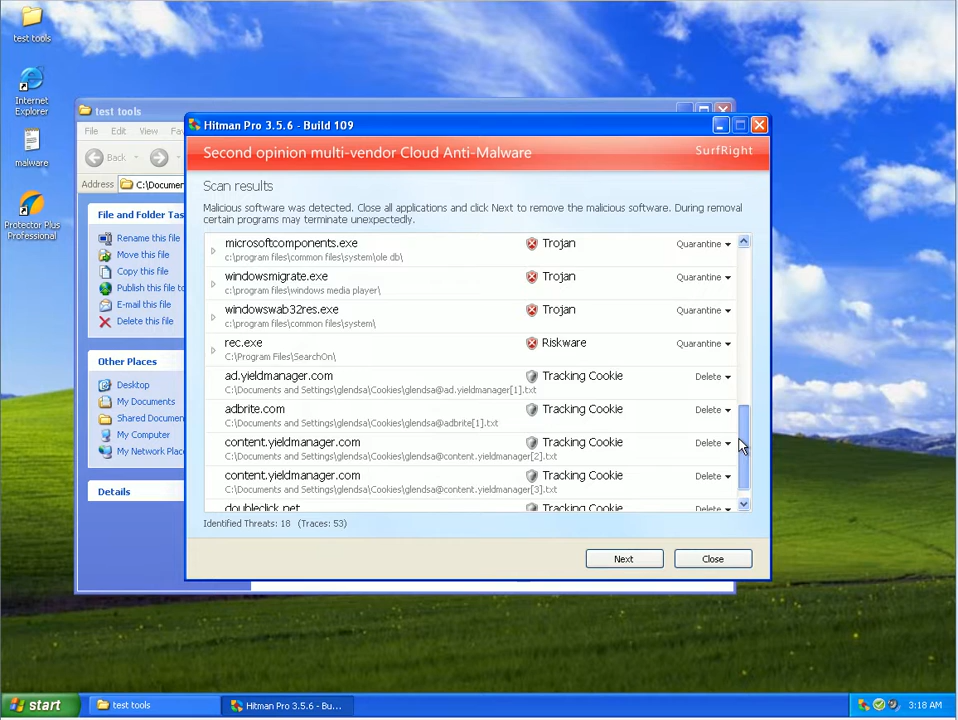 test tools
Internet
Explorer
malware
Protector Plus
Professional
test tools
File Edit View Fa
Back
Address C:\Documen
File and Folder Tas
Rename this file
Move this file
Copy this file
Publish this file to
E-mail this file
Delete this file
Other Places
Desktop
My Documents
Shared Documen
My Computer
My Network Plac
Details
Hitman Pro 3.5.6 - Build 109
Second opinion multi-vendor Cloud Anti-Malware
SurfRight
Scan results
Malicious software was detected. Close all applications and click Next to remove the malicious software. During removal
certain programs may terminate unexpectedly.
microsoftcomponents.exe Trojan Quarantine
c:\program files\common files\system\ole db\
windowsmigrate.exe Trojan Quarantine
c:\program files\windows media player\
windowswab32res.exe Trojan Quarantine
c:\program files\common files\system\
rec.exe Riskware Quarantine
C:\Program Files\SearchOn\
ad.yieldmanager.com Tracking Cookie Delete
C:\Documents and Settings\glendsa\Cookies\glendsa@ad.yieldmanager[1].txt
adbrite.com Tracking Cookie Delete
C:\Documents and Settings\glendsa\Cookies\glendsa@adbrite[1].txt
content.yieldmanager.com Tracking Cookie Delete
C:\Documents and Settings\glendsa\Cookies\glendsa@content.yieldmanager[2].txt
content.yieldmanager.com Tracking Cookie Delete
C:\Documents and Settings\glendsa\Cookies\glendsa@content.yieldmanager[3].txt
doubleclick.net Tracking Cookie Delete
Identified Threats: 18 (Traces: 53)
Next Close
start test tools Hitman Pro 3.5.6 - Bu... 3:18 AM